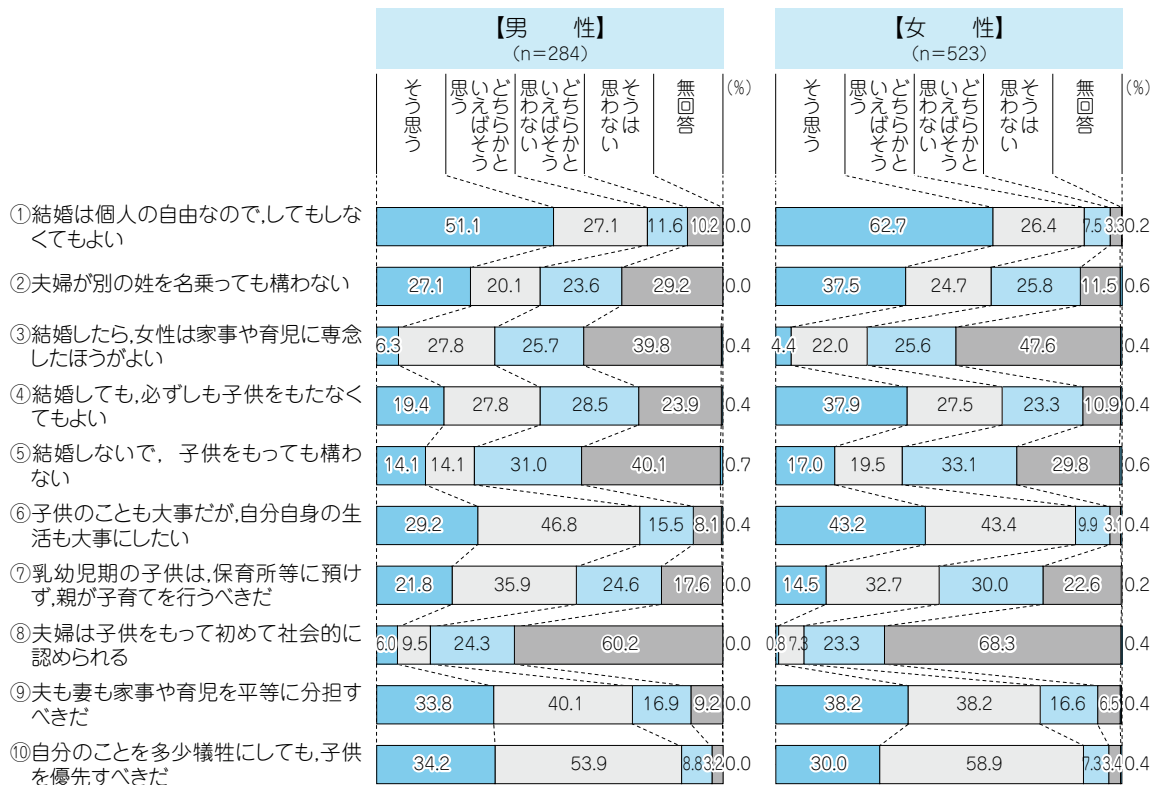 【男　　性】
(n=284)
【女　　性】
(n=523)
そう思う
どちらかと
いえばそう
思う
どちらかと
いえばそう
思わない
そうは
思わない
無回答
(%)
そう思う
どちらかと
いえばそう
思う
どちらかと
いえばそう
思わない
そうは
思わない
無回答
(%)
①結婚は個人の自由なので,してもしな
くてもよい
51.1 27.1 11.6 10.2 0.0
62.7 26.4 7.5 3.3 0.2
②夫婦が別の姓を名乗っても構わない
27.1 20.1 23.6 29.2 0.0
37.5 24.7 25.8 11.5 0.6
③結婚したら,女性は家事や育児に専念
したほうがよい
6.3 27.8 25.7 39.8 0.4
4.4 22.0 25.6 47.6 0.4
④結婚しても,必ずしも子供をもたなく
てもよい
19.4 27.8 28.5 23.9 0.4
37.9 27.5 23.3 10.9 0.4
⑤結婚しないで, 子供をもっても構わ
ない
14.1 14.1 31.0 40.1 0.7
17.0 19.5 33.1 29.8 0.6
⑥子供のことも大事だが,自分自身の生
活も大事にしたい
29.2 46.8 15.5 8.1 0.4
43.2 43.4 9.9 3.1 0.4
⑦乳幼児期の子供は,保育所等に預け
ず,親が子育てを行うべきだ
21.8 35.9 24.6 17.6 0.0
14.5 32.7 30.0 22.6 0.2
⑧夫婦は子供をもって初めて社会的に
認められる
6.0 9.5 24.3 60.2 0.0
0.8 7.3 23.3 68.3 0.4
⑨夫も妻も家事や育児を平等に分担す
べきだ
33.8 40.1 16.9 9.2 0.0
38.2 38.2 16.6 6.5 0.4
⑩自分のことを多少犠牲にしても,子供
を優先すべきだ
34.2 53.9 8.8 3.2 0.0
30.0 58.9 7.3 3.4 0.4